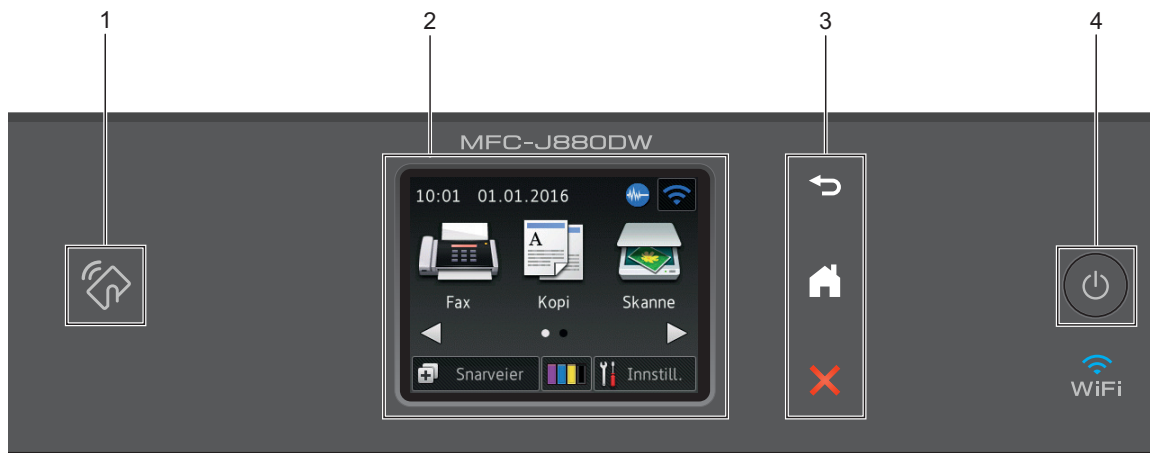 1 2 3 4
MFC-J880DW
10:01 01.01.2016
A
Fax Kopi Skanne
Snarveier Innstill.
WiFi